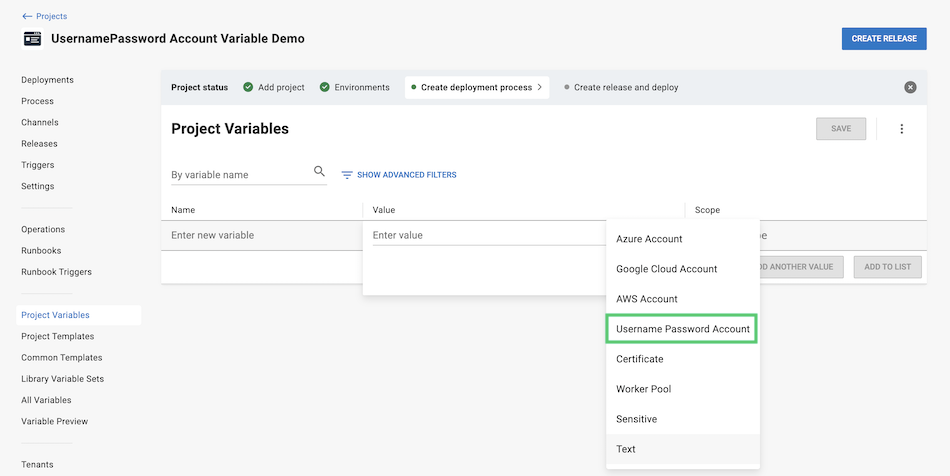 ← Projects
UsernamePassword Account Variable Demo
CREATE RELEASE
Deployments
Process
Channels
Releases
Triggers
Settings
Operations
Runbooks
Runbook Triggers
Project Variables
Project Templates
Common Templates
Library Variable Sets
All Variables
Variable Preview
Tenants
Project status Add project Environments Create deployment process > Create release and deploy
Project Variables
SAVE
By variable name
SHOW ADVANCED FILTERS
Name Value Scope
Enter new variable Enter value
ADD TO LIST
ANOTHER VALUE
Azure Account
Google Cloud Account
AWS Account
Username Password Account
Certificate
Worker Pool
Sensitive
Text